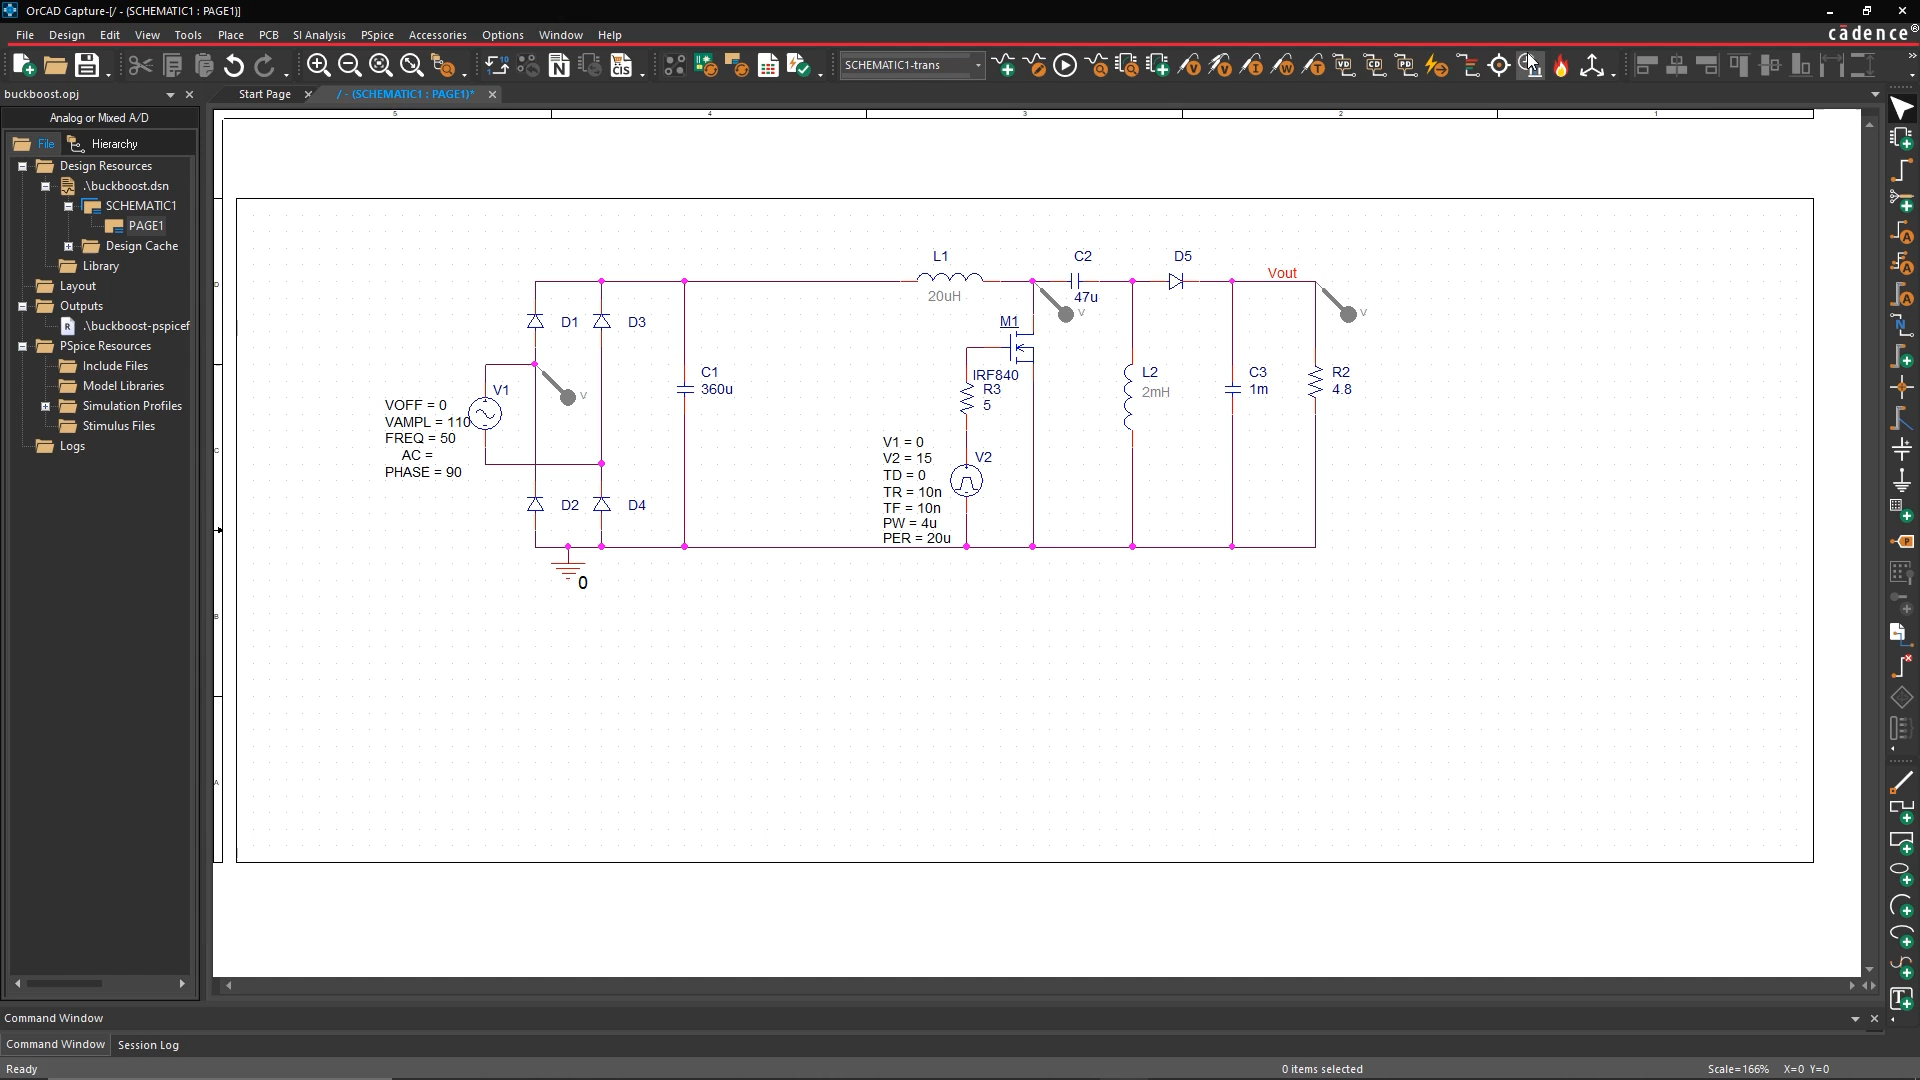 OrCAD Capture-[/ - (SCHEMATIC1 : PAGE1)]
File Design Edit View Tools Place PCB SI Analysis PSpice Accessories Options Window Help
cādence®
SCHEMATIC1-trans
buckboost.opj
Start Page
/ - (SCHEMATIC1 : PAGE1)*
Analog or Mixed A/D
File
Hierarchy
Design Resources
.\buckboost.dsn
SCHEMATIC1
PAGE1
Design Cache
Library
Layout
Outputs
.\buckboost-pspicef
PSpice Resources
Include Files
Model Libraries
Simulation Profiles
Stimulus Files
Logs
5 4 3 2 1
D
C
B
A
L1
20uH
C2
47u
D5
Vout
V
V
V
D1
D3
M1
IRF840
R3
5
C1
360u
L2
2mH
C3
1m
R2
4.8
V1
VOFF = 0
VAMPL = 110
FREQ = 50
AC =
PHASE = 90
V1 = 0
V2 = 15
TD = 0
TR = 10n
TF = 10n
PW = 4u
PER = 20u
V2
D2
D4
0
Command Window
Command Window
Session Log
Ready
0 items selected
Scale=166% X=0 Y=0